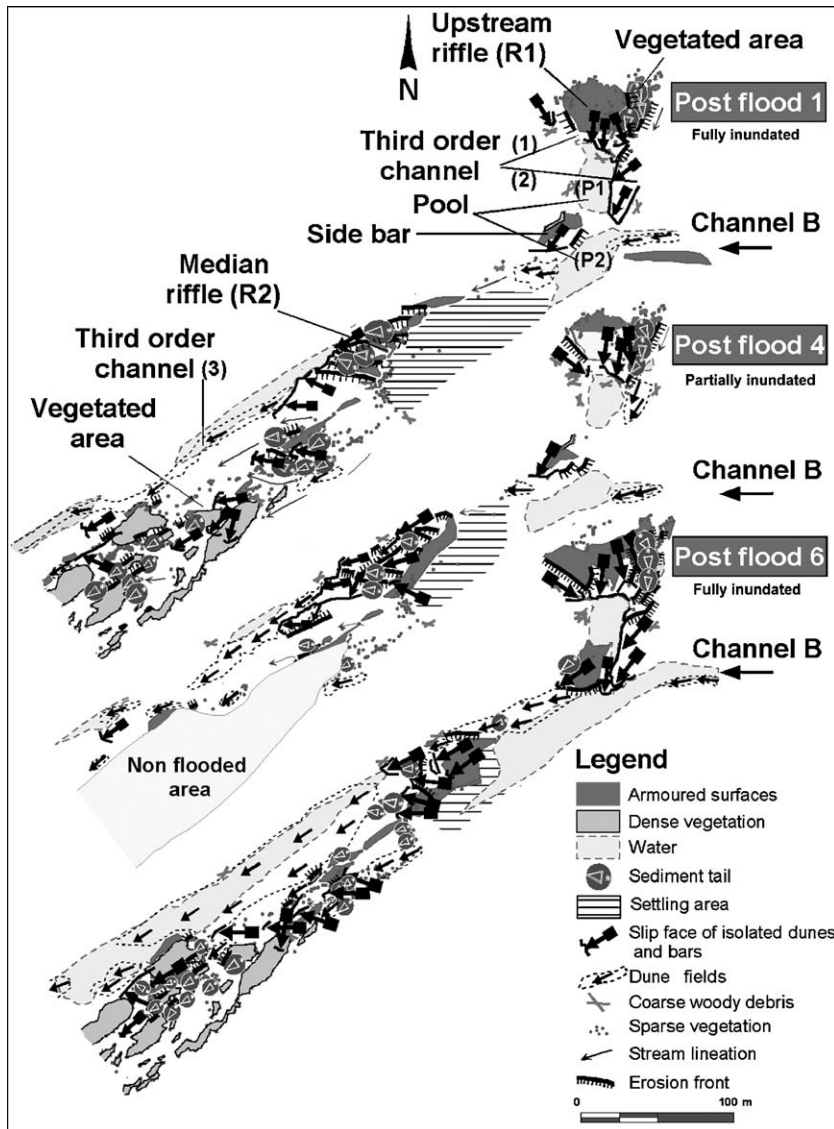 Upstream
riffle (R1)
Vegetated area
N
Post flood 1
Fully inundated
Third order (1)
channel (2)
(P1)
Pool
Side bar
Channel B
(P2)
Median
riffle (R2)
Third order
channel (3)
Vegetated
area
Post flood 4
Partially inundated
Channel B
Post flood 6
Fully inundated
Channel B
Non flooded
area
Legend
Armoured surfaces
Dense vegetation
Water
Sediment tail
Settling area
Slip face of isolated dunes
and bars
Dune fields
Coarse woody debris
Sparse vegetation
Stream lineation
Erosion front
0 100 m